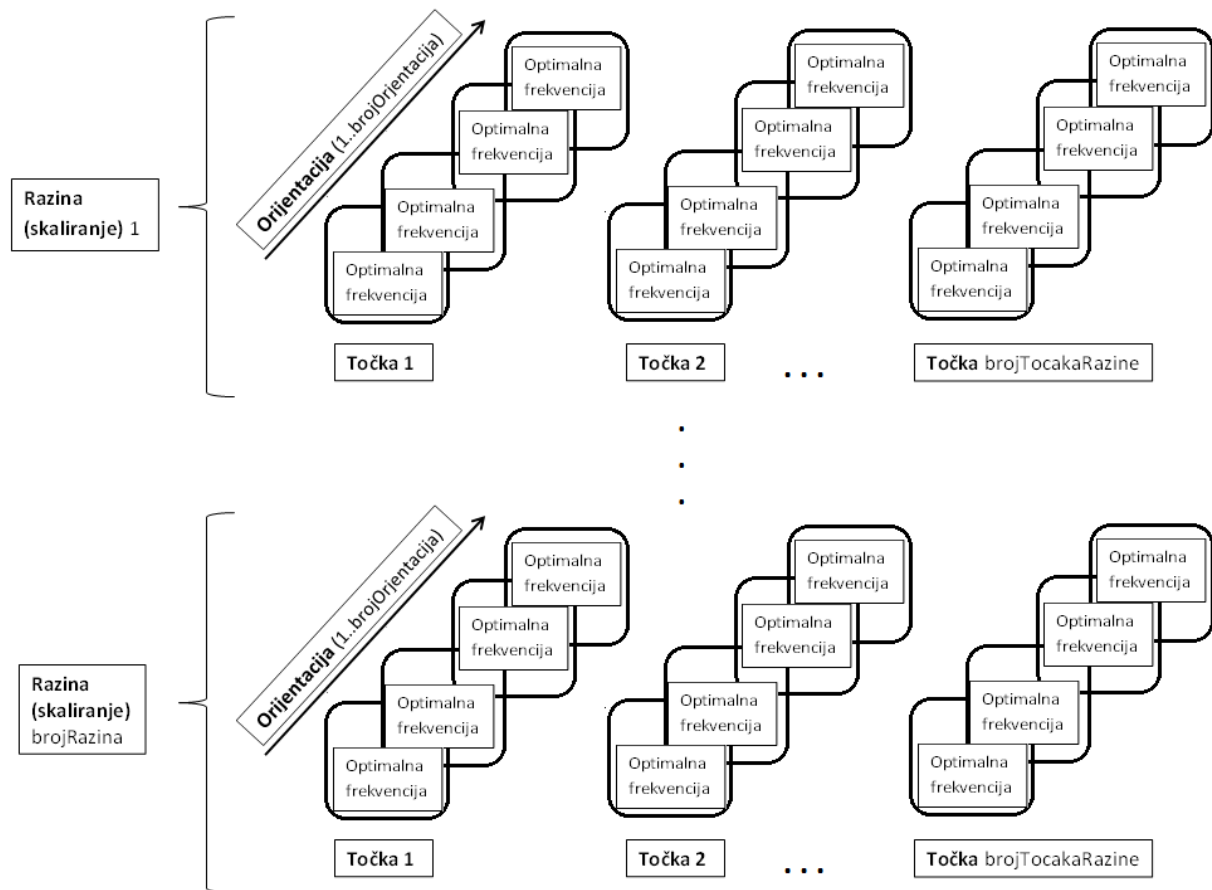 Orijentacija (1..brojOrjentacija)
Optimalna
frekvencija
Optimalna
frekvencija
Optimalna
frekvencija
Optimalna
frekvencija
Optimalna
frekvencija
Optimalna
frekvencija
Optimalna
frekvencija
Optimalna
frekvencija
Optimalna
frekvencija
Optimalna
frekvencija
Optimalna
frekvencija
Optimalna
frekvencija
Razina
(skaliranje) 1
Točka 1
Točka 2
. . .
Točka brojTocakaRazine
.
.
.
Orijentacija (1..brojOrjentacija)
Optimalna
frekvencija
Optimalna
frekvencija
Optimalna
frekvencija
Optimalna
frekvencija
Optimalna
frekvencija
Optimalna
frekvencija
Optimalna
frekvencija
Optimalna
frekvencija
Optimalna
frekvencija
Optimalna
frekvencija
Optimalna
frekvencija
Optimalna
frekvencija
Razina
(skaliranje)
brojRazina
Točka 1
Točka 2
. . .
Točka brojTocakaRazine